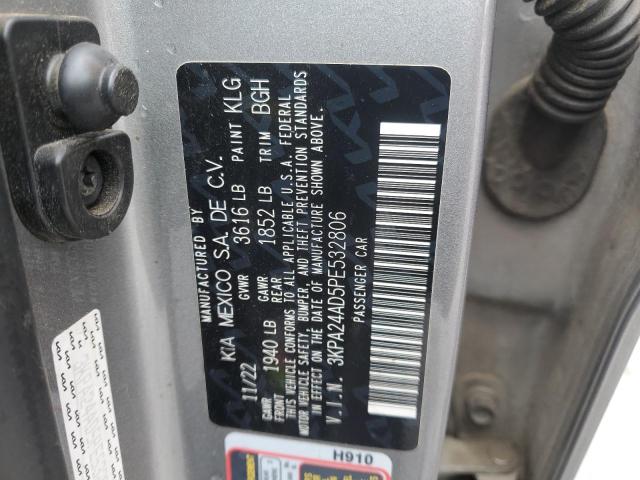 MANUFACTURED BY
KIA MEXICO S.A. DE C.V.
11/22 GVWR 3616 LB PAINT KLG
GAWR FRONT 1940 LB GAWR REAR 1852 LB TRIM BGH
THIS VEHICLE CONFORMS TO ALL APPLICABLE U.S.A. FEDERAL
MOTOR VEHICLE SAFETY, BUMPER, AND THEFT PREVENTION STANDARDS
IN EFFECT ON THE DATE OF MANUFACTURE SHOWN ABOVE.
V.I.N. 3KPA24AD5PE532806
PASSENGER CAR
H910